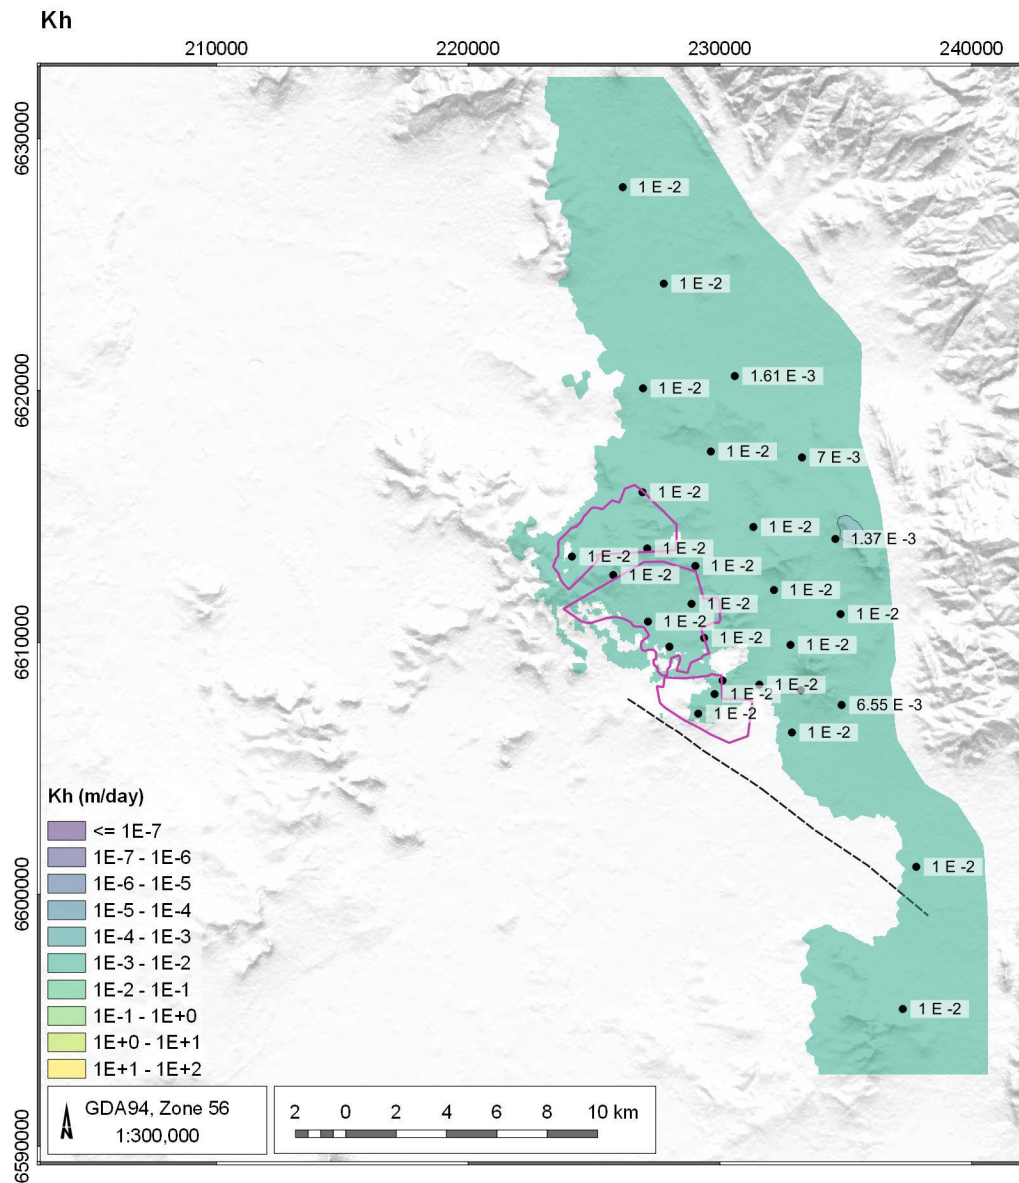 Kh
210000 220000 230000 240000
6630000
6620000
6610000
6600000
6590000
1 E -2
1 E -2
1.61 E -3
1 E -2
1 E -2
7 E -3
1 E -2
1 E -2
1.37 E -3
1 E -2
1 E -2
1 E -2
1 E -2
1 E -2
1 E -2
1 E -2
1 E -2
1 E -2
1 E -2
1 E -2
1 E -2
6.55 E -3
1 E -2
1 E -2
1 E -2
1 E -2
Kh (m/day)
<= 1E-7
1E-7 - 1E-6
1E-6 - 1E-5
1E-5 - 1E-4
1E-4 - 1E-3
1E-3 - 1E-2
1E-2 - 1E-1
1E-1 - 1E+0
1E+0 - 1E+1
1E+1 - 1E+2
N
GDA94, Zone 56
1:300,000
2 0 2 4 6 8 10 km